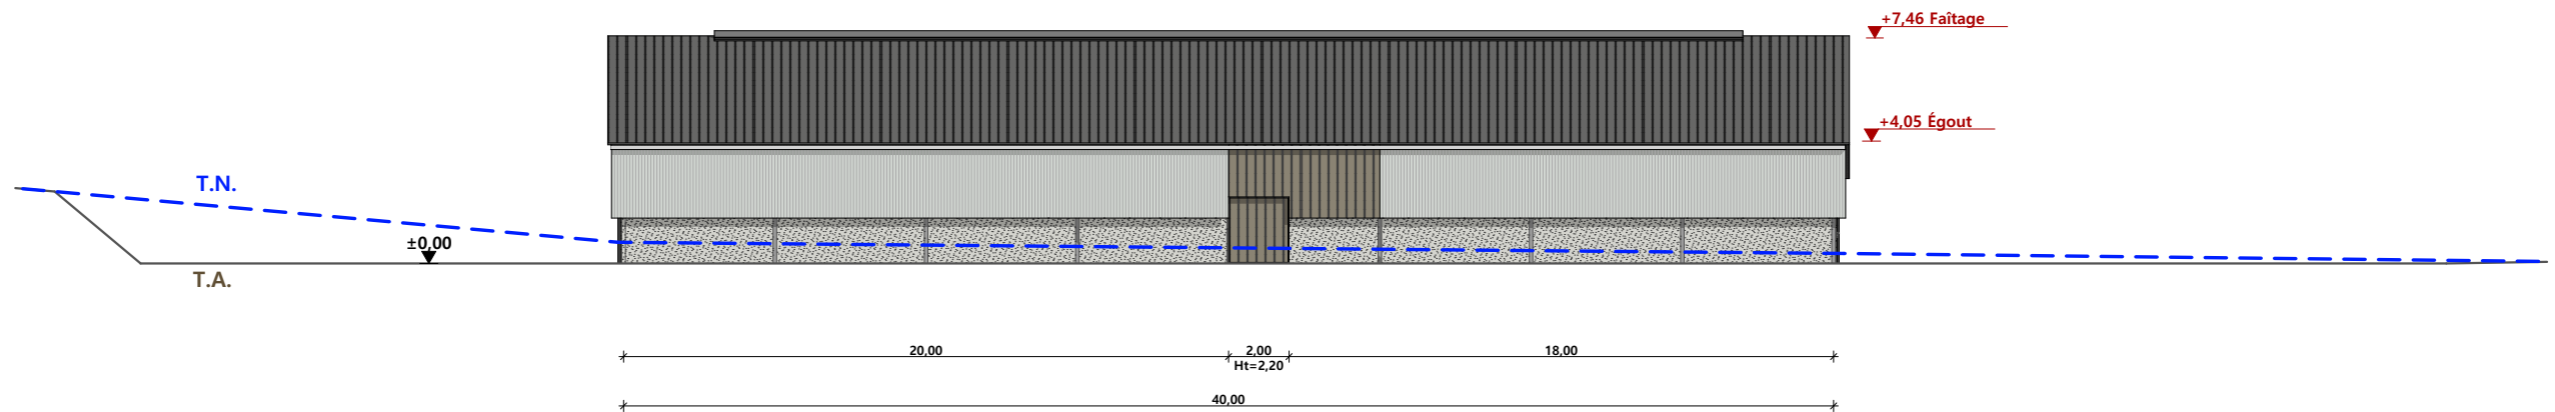 +7,46 Faîtage
+4,05 Égout
T.N.
±0,00
T.A.
20,00
2,00
18,00
Ht=2,20
40,00